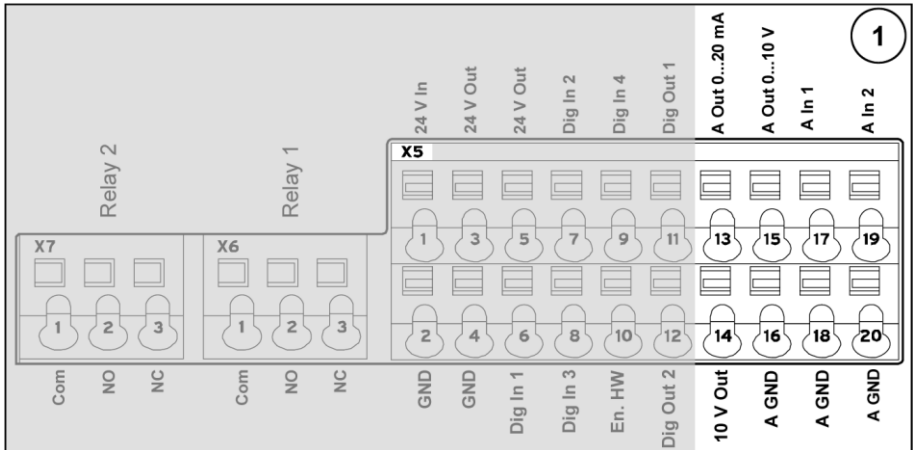 1
24 V In
24 V Out
24 V Out
Dig In 2
Dig In 4
Dig Out 1
A Out 0...20 mA
A Out 0...10 V
A In 1
A In 2
Relay 2
Relay 1
X5
1 3 5 7 9 11 13 15 17 19
X7
X6
1 2 3
1 2 3
2 4 6 8 10 12 14 16 18 20
Com
NO
NC
Com
NO
NC
GND
GND
Dig In 1
Dig In 3
En. HW
Dig Out 2
10 V Out
A GND
A GND
A GND